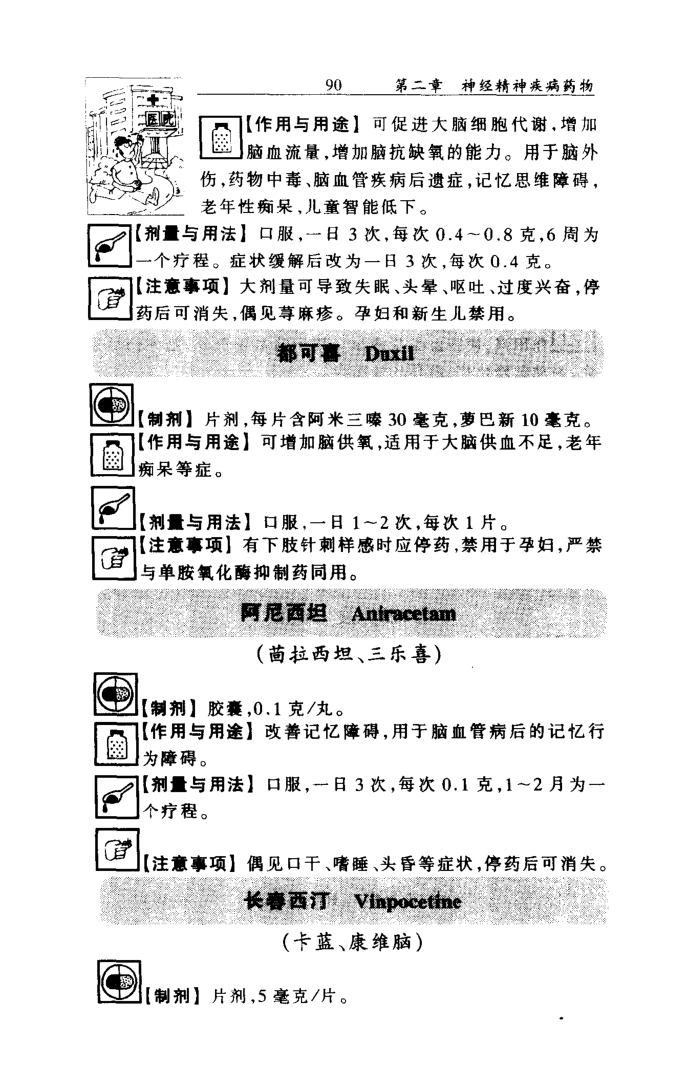 90 第二章 神经精神疾病药物
医院
【作用与用途】可促进大脑细胞代谢,增加
脑血流量,增加脑抗缺氧的能力。用于脑外
伤,药物中毒、脑血管疾病后遗症,记忆思维障碍,
老年性痴呆,儿童智能低下。
【剂量与用法】口服,一日 3 次,每次 0.4~0.8 克,6 周为
一个疗程。症状缓解后改为一日 3 次,每次 0.4 克。
【注意事项】大剂量可导致失眠、头晕、呕吐、过度兴奋,停
药后可消失,偶见荨麻疹。孕妇和新生儿禁用。
都可喜 Duxil
【制剂】片剂,每片含阿米三嗪 30 毫克,萝巴新 10 毫克。
【作用与用途】可增加脑供氧,适用于大脑供血不足,老年
痴呆等症。
【剂量与用法】口服,一日 1~2 次,每次 1 片。
【注意事项】有下肢针刺样感时应停药,禁用于孕妇,严禁
与单胺氧化酶抑制药同用。
阿尼西坦 Aniracetam
(茴拉西坦、三乐喜)
【制剂】胶囊,0.1 克/丸。
【作用与用途】改善记忆障碍,用于脑血管病后的记忆行
为障碍。
【剂量与用法】口服,一日 3 次,每次 0.1 克,1~2 月为一
个疗程。
【注意事项】偶见口干、嗜睡、头昏等症状,停药后可消失。
长春西汀 Vinpocetine
(卡蓝、康维脑)
【制剂】片剂,5 毫克/片。